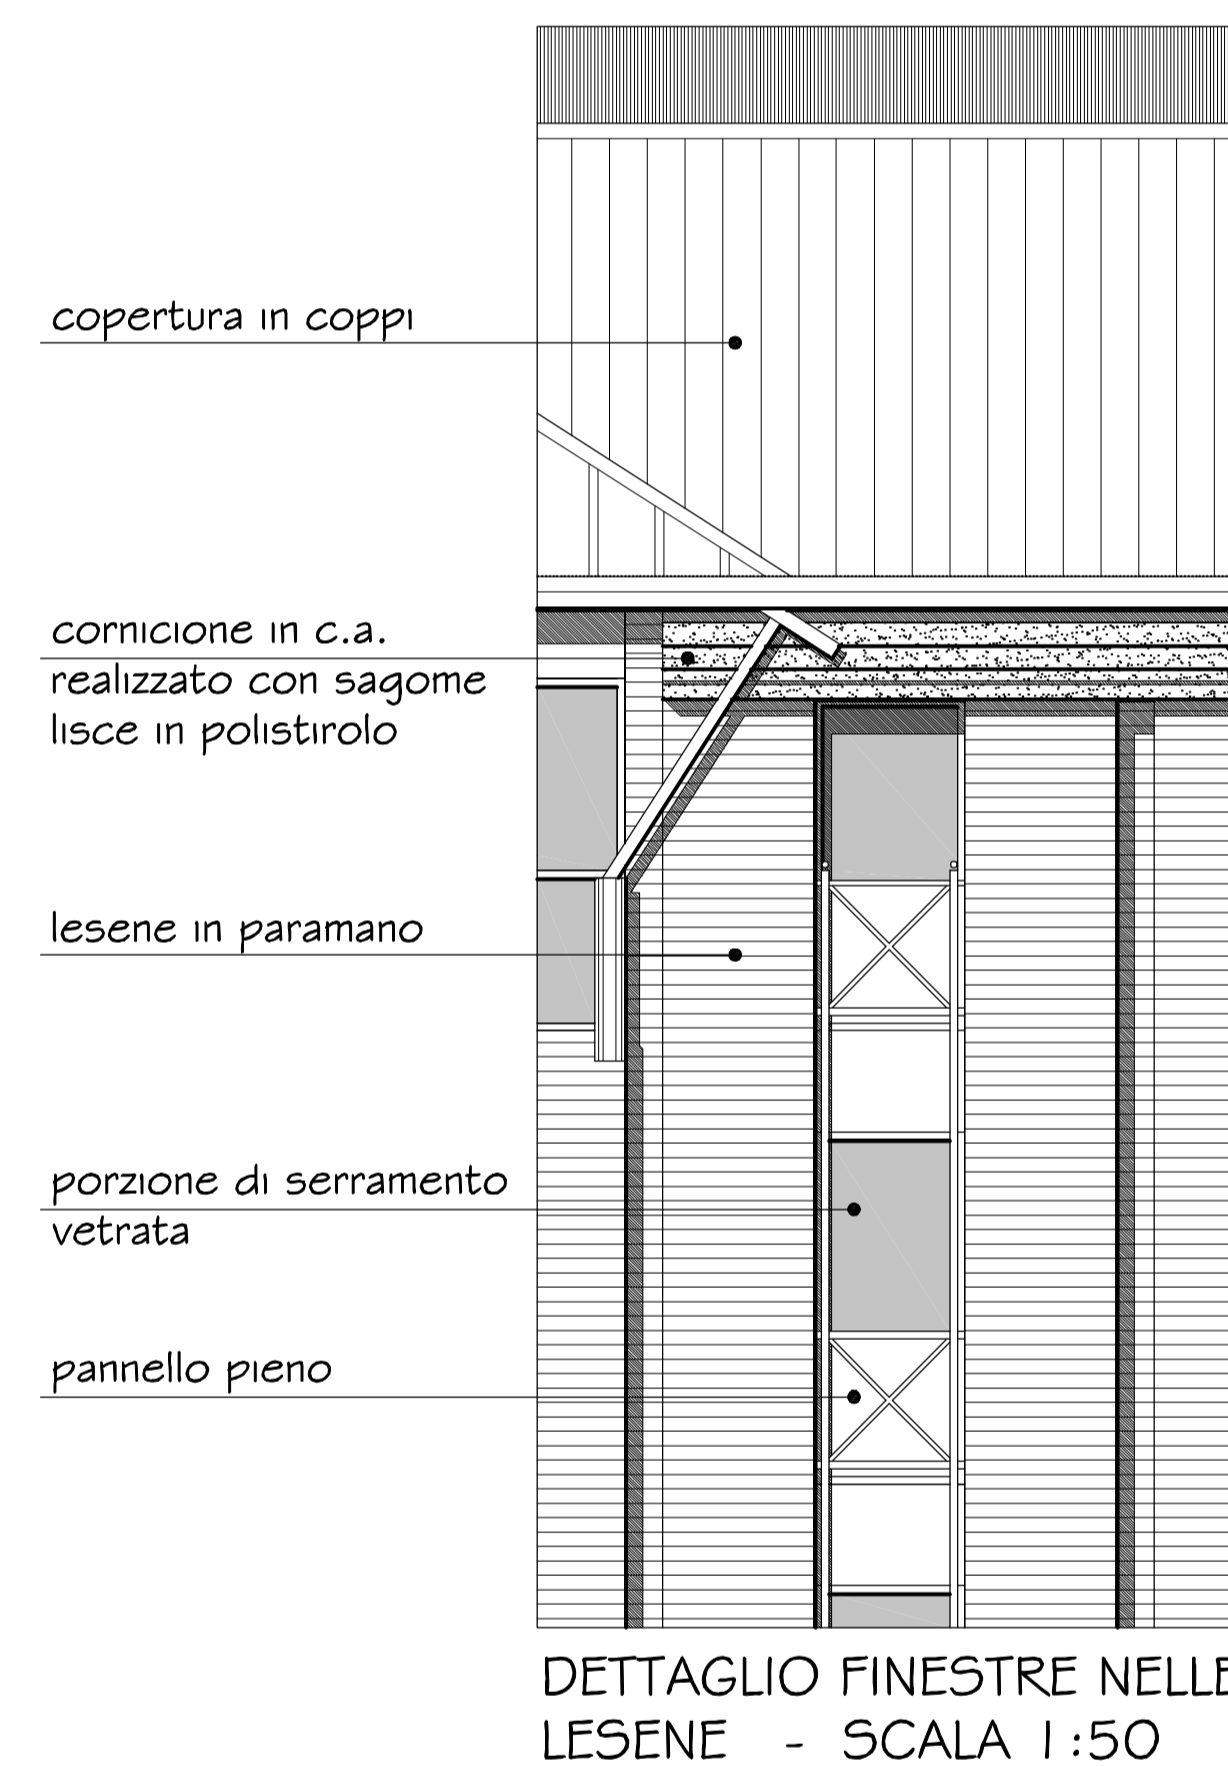 copertura in coppi
cornicione in c.a.
realizzato con sagome
lisce in polistirolo
lesene in paramano
porzione di serramento
vetrata
pannello pieno
DETTAGLIO FINESTRE NELLE
LESENE - SCALA 1:50